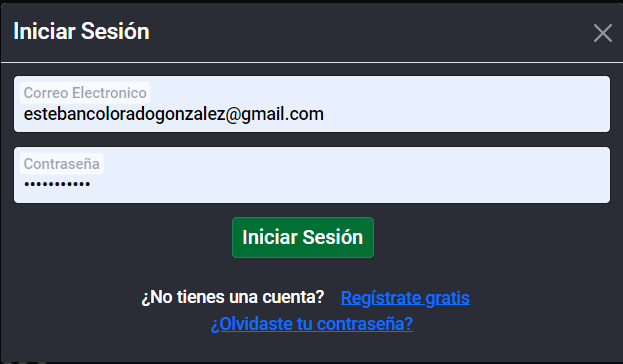 Iniciar Sesión
Correo Electronico
estebancoloradogonzalez@gmail.com
Contraseña
•••••••••••
Iniciar Sesión
¿No tienes una cuenta? Regístrate gratis
¿Olvidaste tu contraseña?